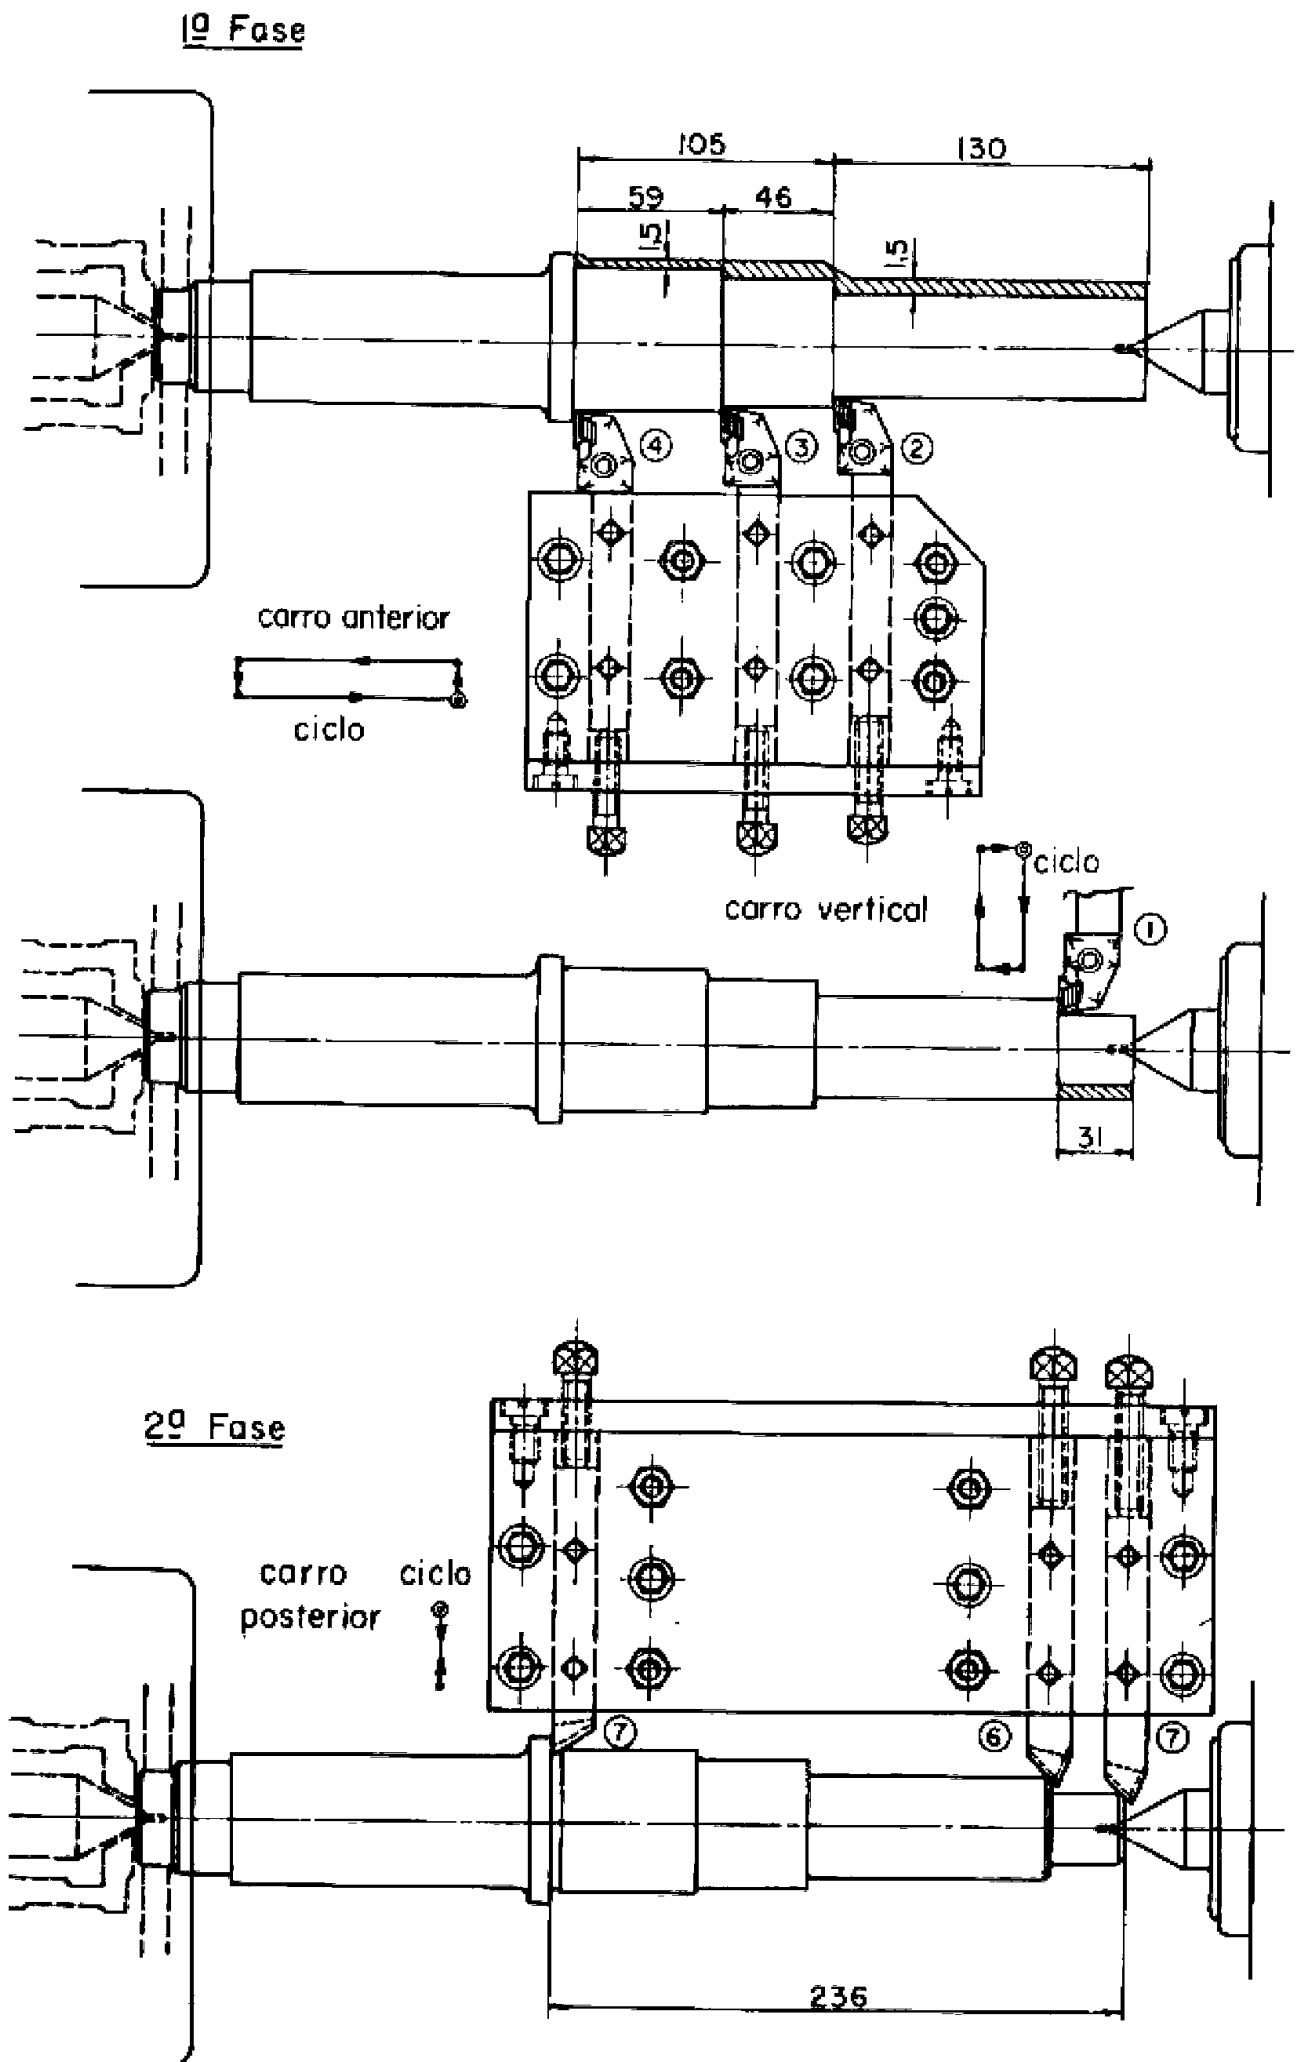 1ª Fase
105
130
59
46
1,5
1,5
4
3
2
carro anterior
ciclo
ciclo
carro vertical
1
31
2ª Fase
carro
posterior
ciclo
7
6
7
236